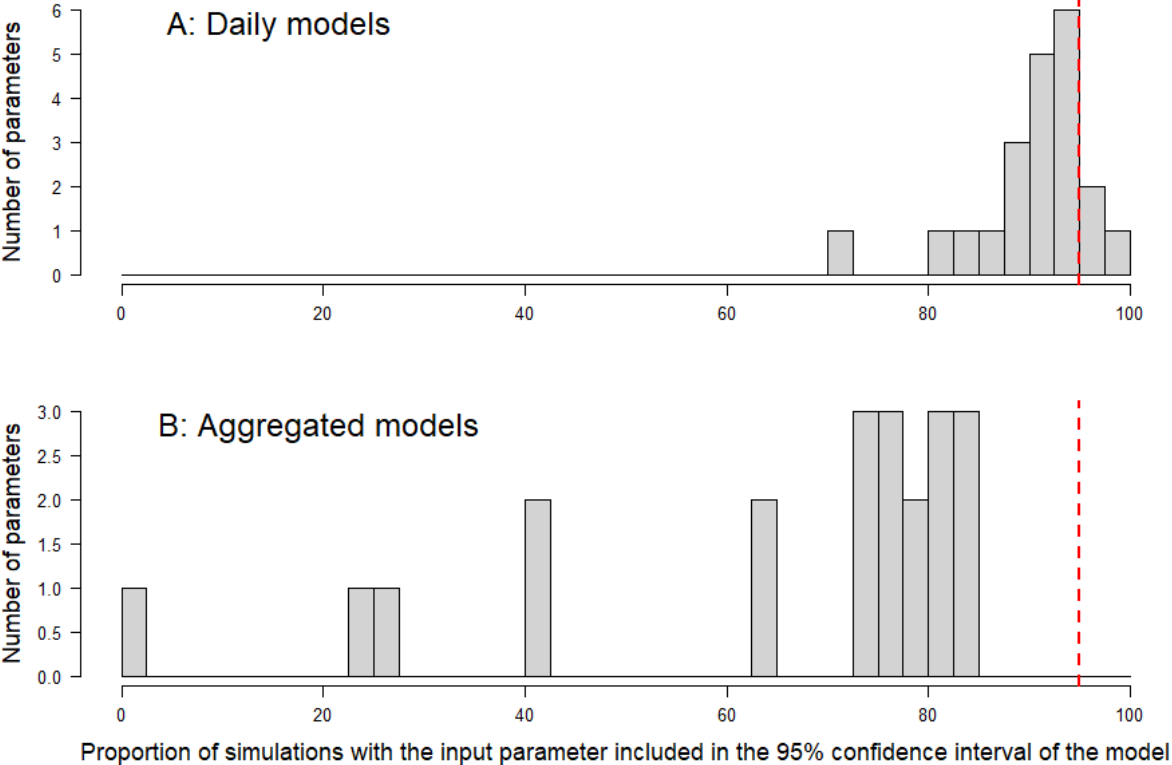 A: Daily models
Number of parameters
6
5
4
3
2
1
0
0 20 40 60 80 100
B: Aggregated models
Number of parameters
3.0
2.5
2.0
1.5
1.0
0.5
0.0
0 20 40 60 80 100
Proportion of simulations with the input parameter included in the 95% confidence interval of the model